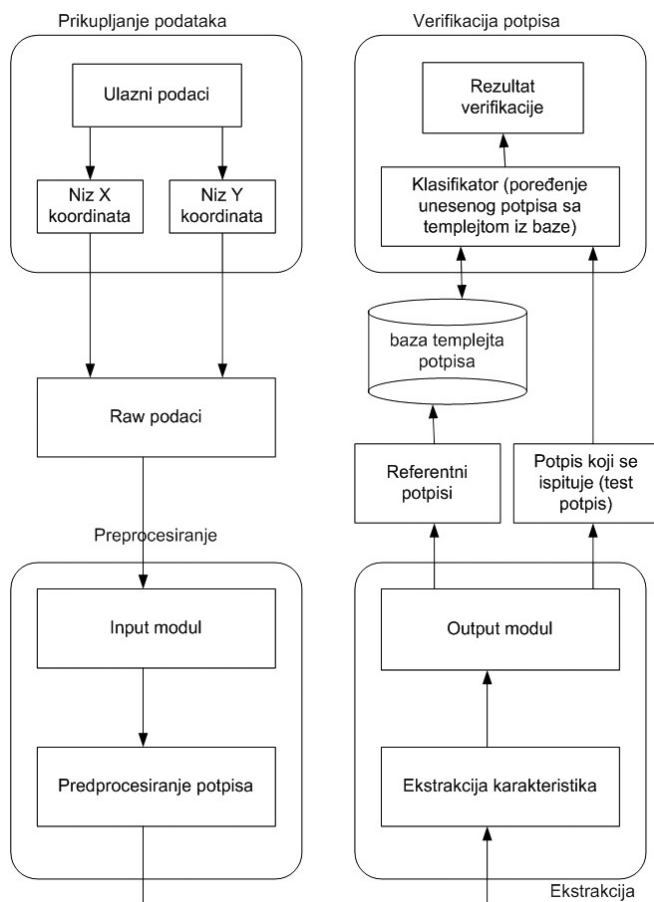 Prikupljanje podataka
Ulazni podaci
Niz X
koordinata
Niz Y
koordinata
Raw podaci
Preprocesiranje
Input modul
Predprocesiranje potpisa
Verifikacija potpisa
Rezultat
verifikacije
Klasifikator (poređenje
unesenog potpisa sa
templejtom iz baze)
baza templejta
potpisa
Referentni
potpisi
Potpis koji se
ispituje (test
potpis)
Output modul
Ekstrakcija karakteristika
Ekstrakcija